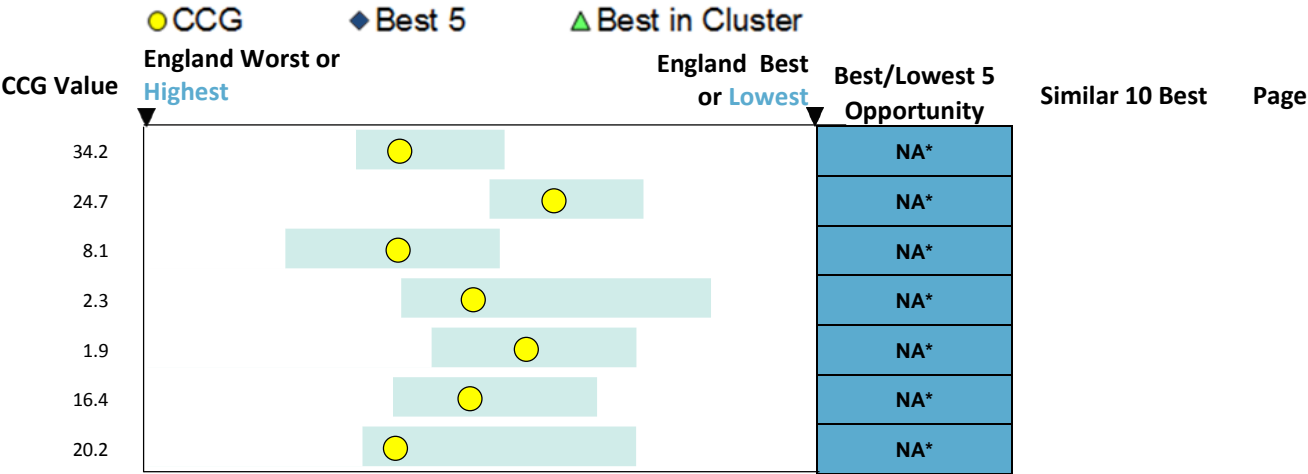 CCG Best 5 Best in Cluster
CCG Value England Worst or Highest England Best or Lowest Best/Lowest 5 Opportunity Similar 10 Best Page
34.2 NA*
24.7 NA*
8.1 NA*
2.3 NA*
1.9 NA*
16.4 NA*
20.2 NA*